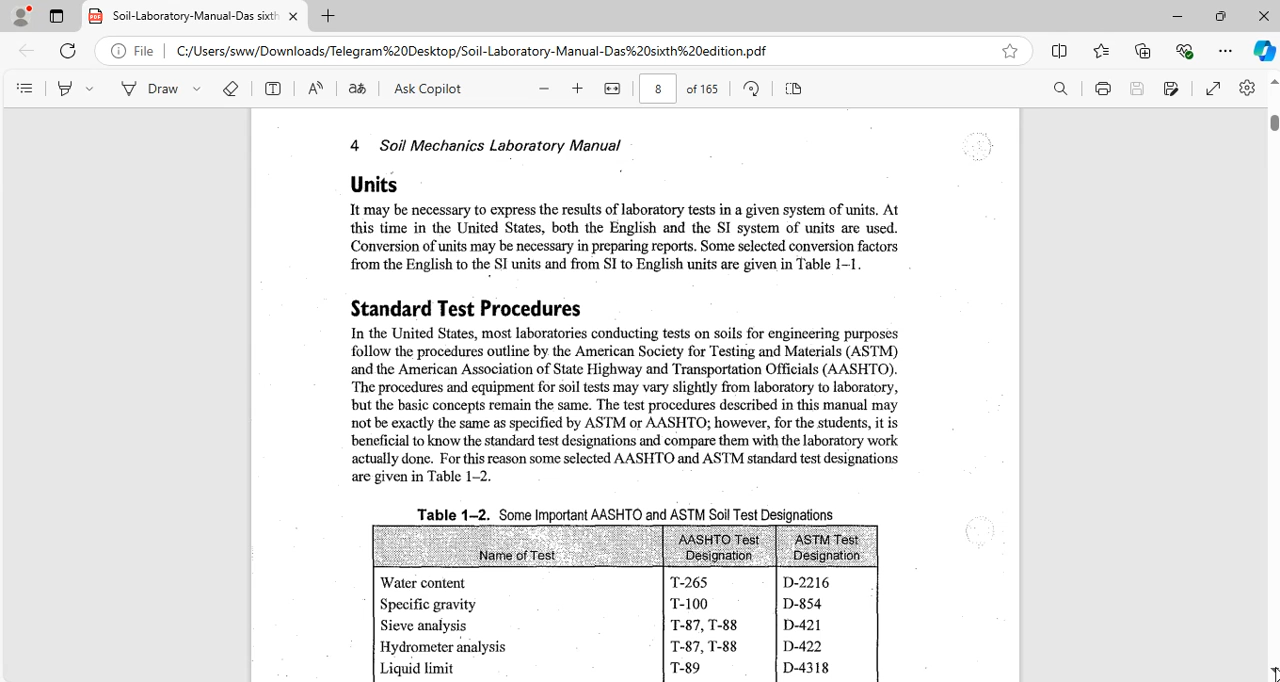 Soil-Laboratory-Manual-Das sixth
File C:/Users/sww/Downloads/Telegram%20Desktop/Soil-Laboratory-Manual-Das%20sixth%20edition.pdf
Draw aあ Ask Copilot 8 of 165
4 Soil Mechanics Laboratory Manual
Units
It may be necessary to express the results of laboratory tests in a given system of units. At
this time in the United States, both the English and the SI system of units are used.
Conversion of units may be necessary in preparing reports. Some selected conversion factors
from the English to the SI units and from SI to English units are given in Table 1–1.
Standard Test Procedures
In the United States, most laboratories conducting tests on soils for engineering purposes
follow the procedures outline by the American Society for Testing and Materials (ASTM)
and the American Association of State Highway and Transportation Officials (AASHTO).
The procedures and equipment for soil tests may vary slightly from laboratory to laboratory,
but the basic concepts remain the same. The test procedures described in this manual may
not be exactly the same as specified by ASTM or AASHTO; however, for the students, it is
beneficial to know the standard test designations and compare them with the laboratory work
actually done. For this reason some selected AASHTO and ASTM standard test designations
are given in Table 1–2.
Table 1–2. Some Important AASHTO and ASTM Soil Test Designations
Name of Test AASHTO Test Designation ASTM Test Designation
Water content T-265 D-2216
Specific gravity T-100 D-854
Sieve analysis T-87, T-88 D-421
Hydrometer analysis T-87, T-88 D-422
Liquid limit T-89 D-4318